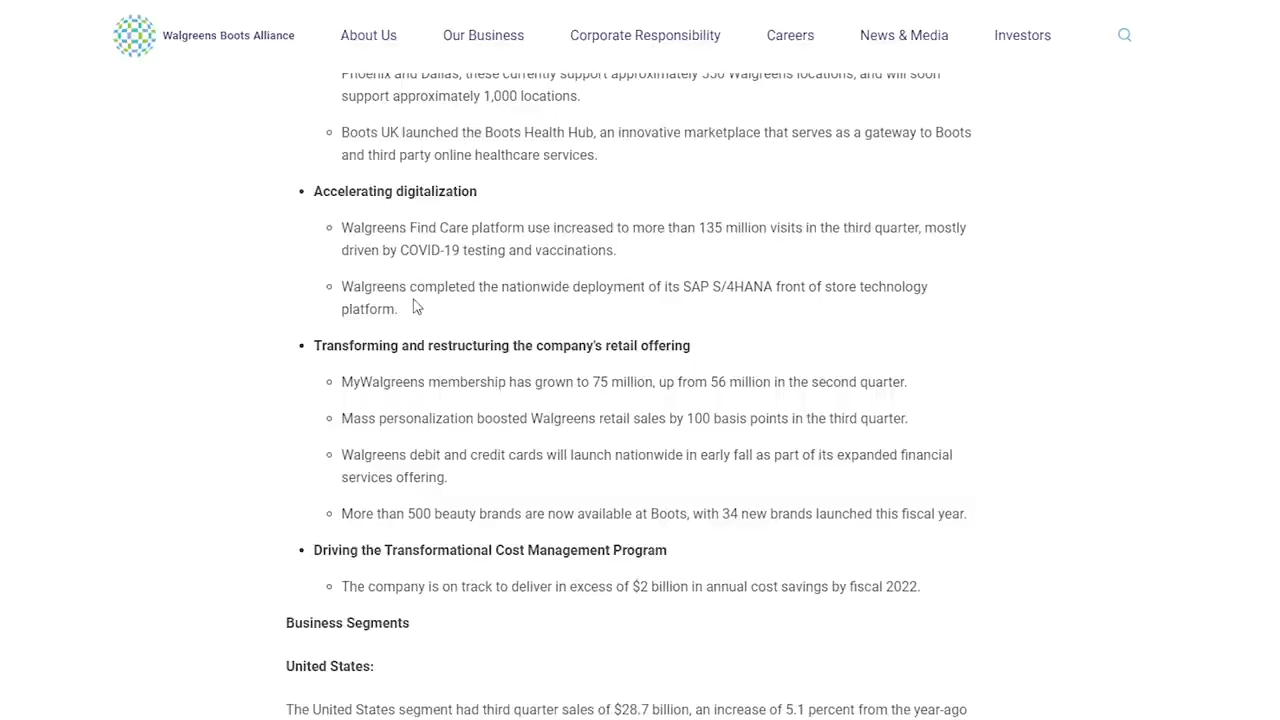 Walgreens Boots Alliance
About Us
Our Business
Corporate Responsibility
Careers
News & Media
Investors
Phoenix and Dallas, these currently support approximately 550 Walgreens locations, and will soon
support approximately 1,000 locations.
Boots UK launched the Boots Health Hub, an innovative marketplace that serves as a gateway to Boots
and third party online healthcare services.
Accelerating digitalization
Walgreens Find Care platform use increased to more than 135 million visits in the third quarter, mostly
driven by COVID-19 testing and vaccinations.
Walgreens completed the nationwide deployment of its SAP S/4HANA front of store technology
platform.
Transforming and restructuring the company's retail offering
MyWalgreens membership has grown to 75 million, up from 56 million in the second quarter.
Mass personalization boosted Walgreens retail sales by 100 basis points in the third quarter.
Walgreens debit and credit cards will launch nationwide in early fall as part of its expanded financial
services offering.
More than 500 beauty brands are now available at Boots, with 34 new brands launched this fiscal year.
Driving the Transformational Cost Management Program
The company is on track to deliver in excess of $2 billion in annual cost savings by fiscal 2022.
Business Segments
United States:
The United States segment had third quarter sales of $28.7 billion, an increase of 5.1 percent from the year-ago